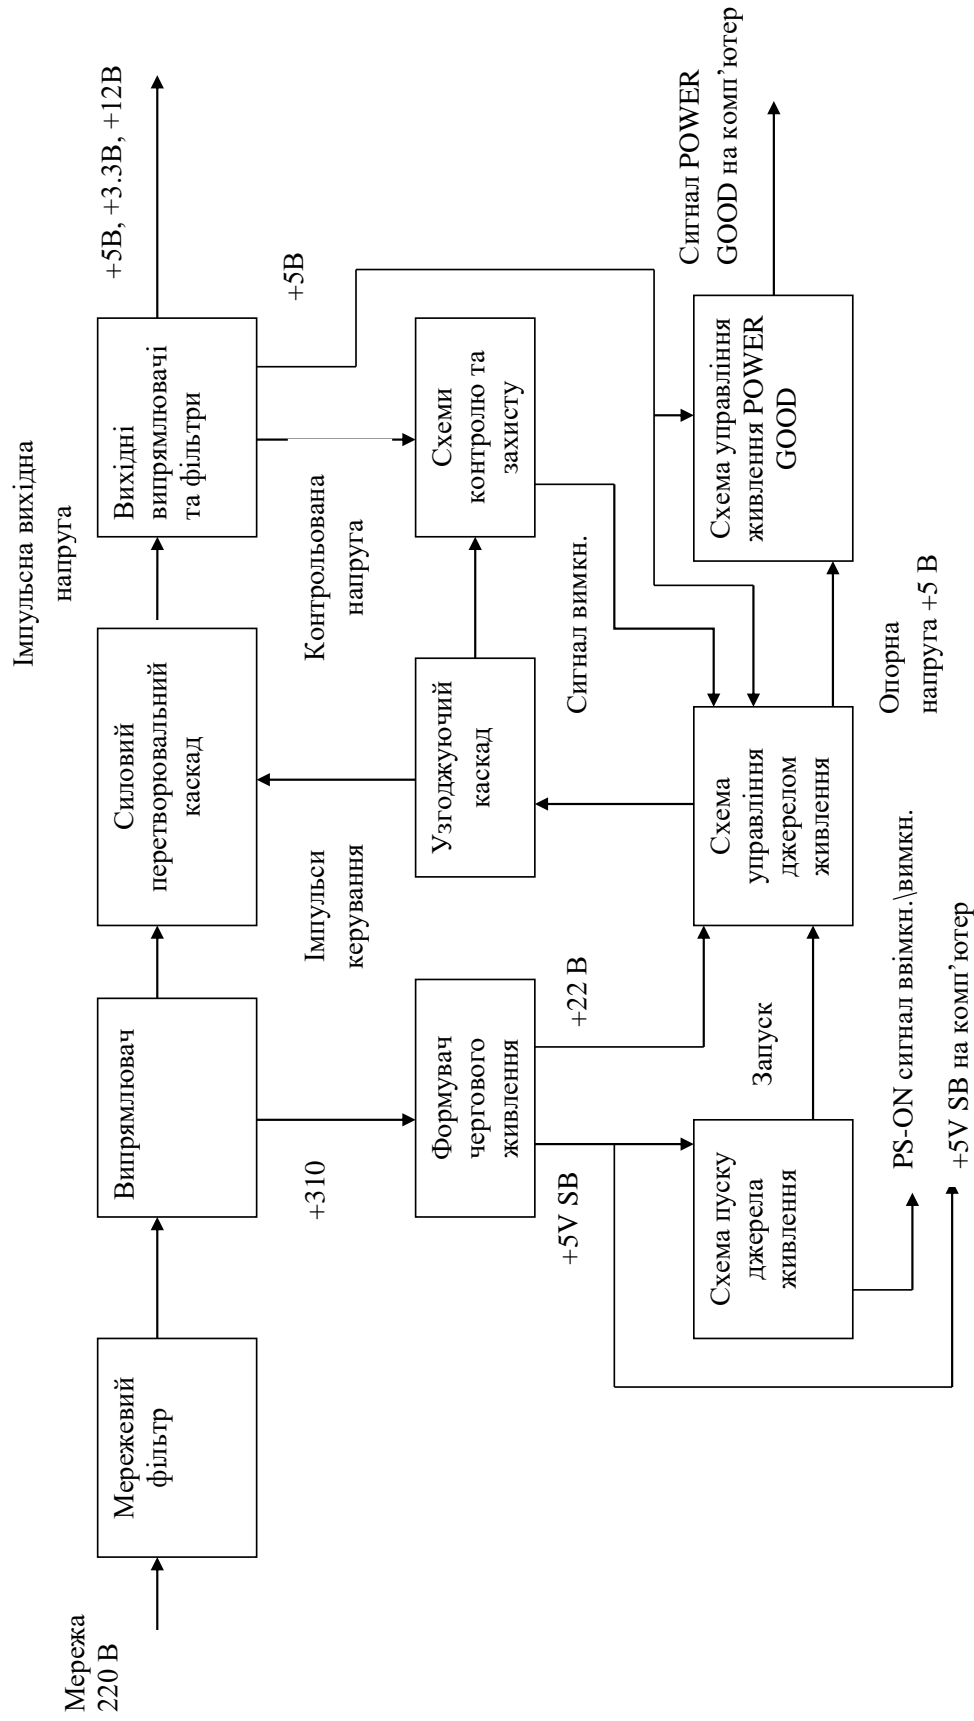 Імпульсна вихідна
напруга
+5В, +3.3В, +12В
Мережа
220 В
Мережевий
фільтр
Випрямлювач
Силовий
перетворювальний
каскад
Вихідні
випрямлювачі
та фільтри
+310
Імпульси
керування
Контрольована
напруга
+5В
Формувач
чергового
живлення
Узгоджуючий
каскад
Схеми
контролю та
захисту
+5V SB
+22 В
Сигнал вимкн.
Сигнал POWER
GOOD на комп’ютер
Схема пуску
джерела
живлення
Запуск
Схема
управління
джерелом
живлення
Схема управління
живлення POWER
GOOD
Опорна
напруга +5 В
PS-ON сигнал ввімкн.\вимкн.
+5V SB на комп’ютер